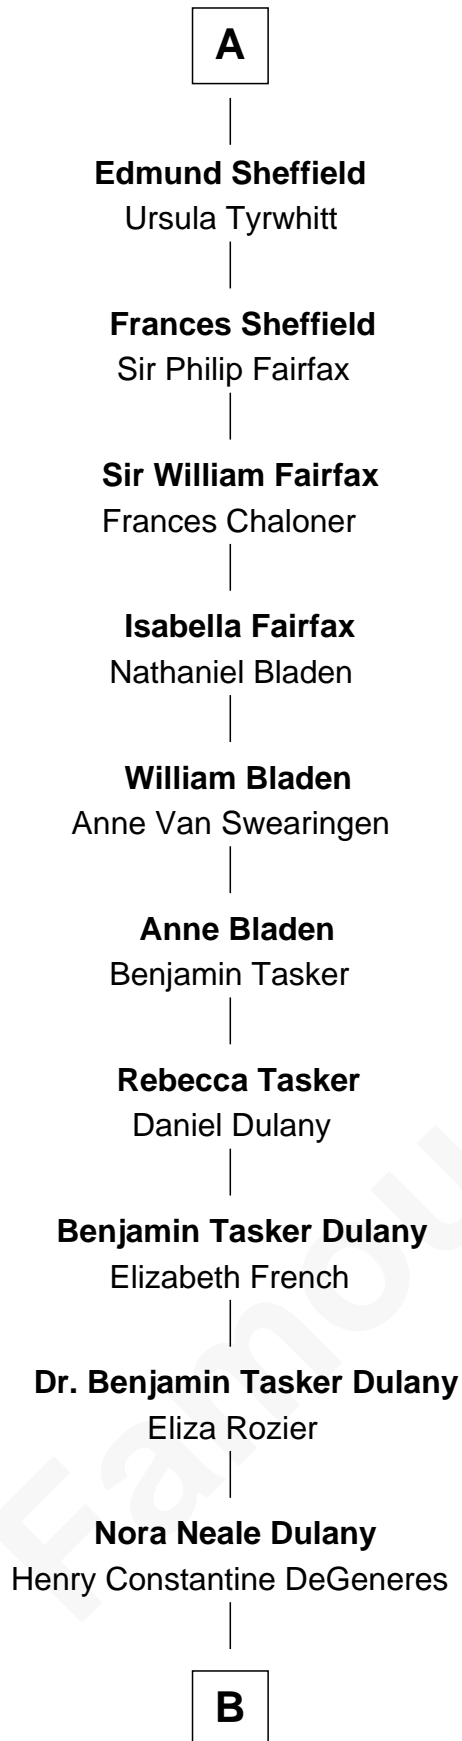 A
Edmund Sheffield
Ursula Tyrwhitt
Frances Sheffield
Sir Philip Fairfax
Sir William Fairfax
Frances Chaloner
Isabella Fairfax
Nathaniel Bladen
William Bladen
Anne Van Swearingen
Anne Bladen
Benjamin Tasker
Rebecca Tasker
Daniel Dulany
Benjamin Tasker Dulany
Elizabeth French
Dr. Benjamin Tasker Dulany
Eliza Rozier
Nora Neale Dulany
Henry Constantine DeGeneres
B
Famou